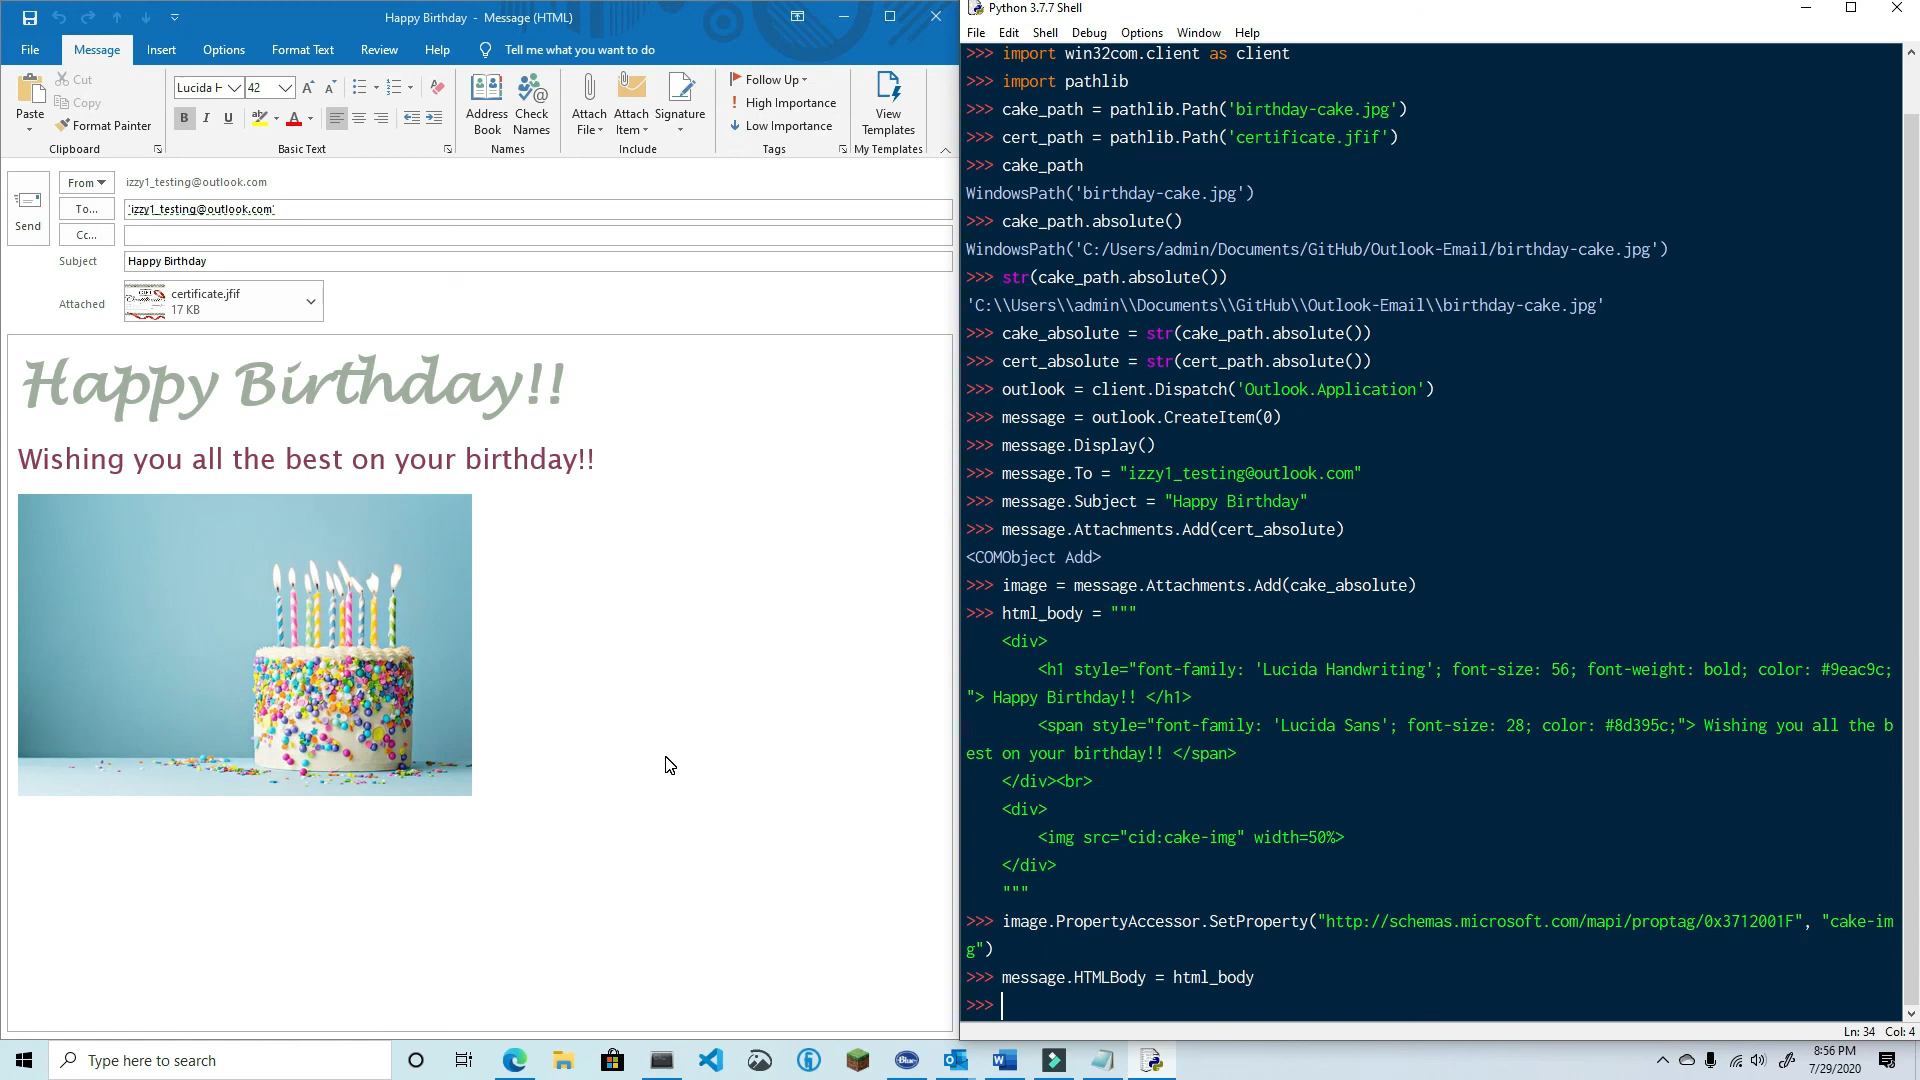 Happy Birthday - Message (HTML)
File Message Insert Options Format Text Review Help Tell me what you want to do
Cut
Copy
Format Painter
Paste
Clipboard
Lucida H 42
B I U
Basic Text
Address Book
Check Names
Names
Attach File
Attach Item
Signature
Include
Follow Up
High Importance
Low Importance
Tags
View Templates
My Templates
From izzy1_testing@outlook.com
To... 'izzy1_testing@outlook.com'
Cc...
Send
Subject Happy Birthday
Attached certificate.jfif
17 KB
Happy Birthday!!
Wishing you all the best on your birthday!!
Python 3.7.7 Shell
File Edit Shell Debug Options Window Help
>>> import win32com.client as client
>>> import pathlib
>>> cake_path = pathlib.Path('birthday-cake.jpg')
>>> cert_path = pathlib.Path('certificate.jfif')
>>> cake_path
WindowsPath('birthday-cake.jpg')
>>> cake_path.absolute()
WindowsPath('C:/Users/admin/Documents/GitHub/Outlook-Email/birthday-cake.jpg')
>>> str(cake_path.absolute())
'C:\\Users\\admin\\Documents\\GitHub\\Outlook-Email\\birthday-cake.jpg'
>>> cake_absolute = str(cake_path.absolute())
>>> cert_absolute = str(cert_path.absolute())
>>> outlook = client.Dispatch('Outlook.Application')
>>> message = outlook.CreateItem(0)
>>> message.Display()
>>> message.To = "izzy1_testing@outlook.com"
>>> message.Subject = "Happy Birthday"
>>> message.Attachments.Add(cert_absolute)
<COMObject Add>
>>> image = message.Attachments.Add(cake_absolute)
>>> html_body = """
<div>
<h1 style="font-family: 'Lucida Handwriting'; font-size: 56; font-weight: bold; color: #9eac9c;
"> Happy Birthday!! </h1>
<span style="font-family: 'Lucida Sans'; font-size: 28; color: #8d395c;"> Wishing you all the b
est on your birthday!! </span>
</div><br>
<div>
<img src="cid:cake-img" width=50%>
</div>
"""
>>> image.PropertyAccessor.SetProperty("http://schemas.microsoft.com/mapi/proptag/0x3712001F", "cake-im
g")
>>> message.HTMLBody = html_body
>>>
Ln: 34 Col: 4
Type here to search
8:56 PM
7/29/2020